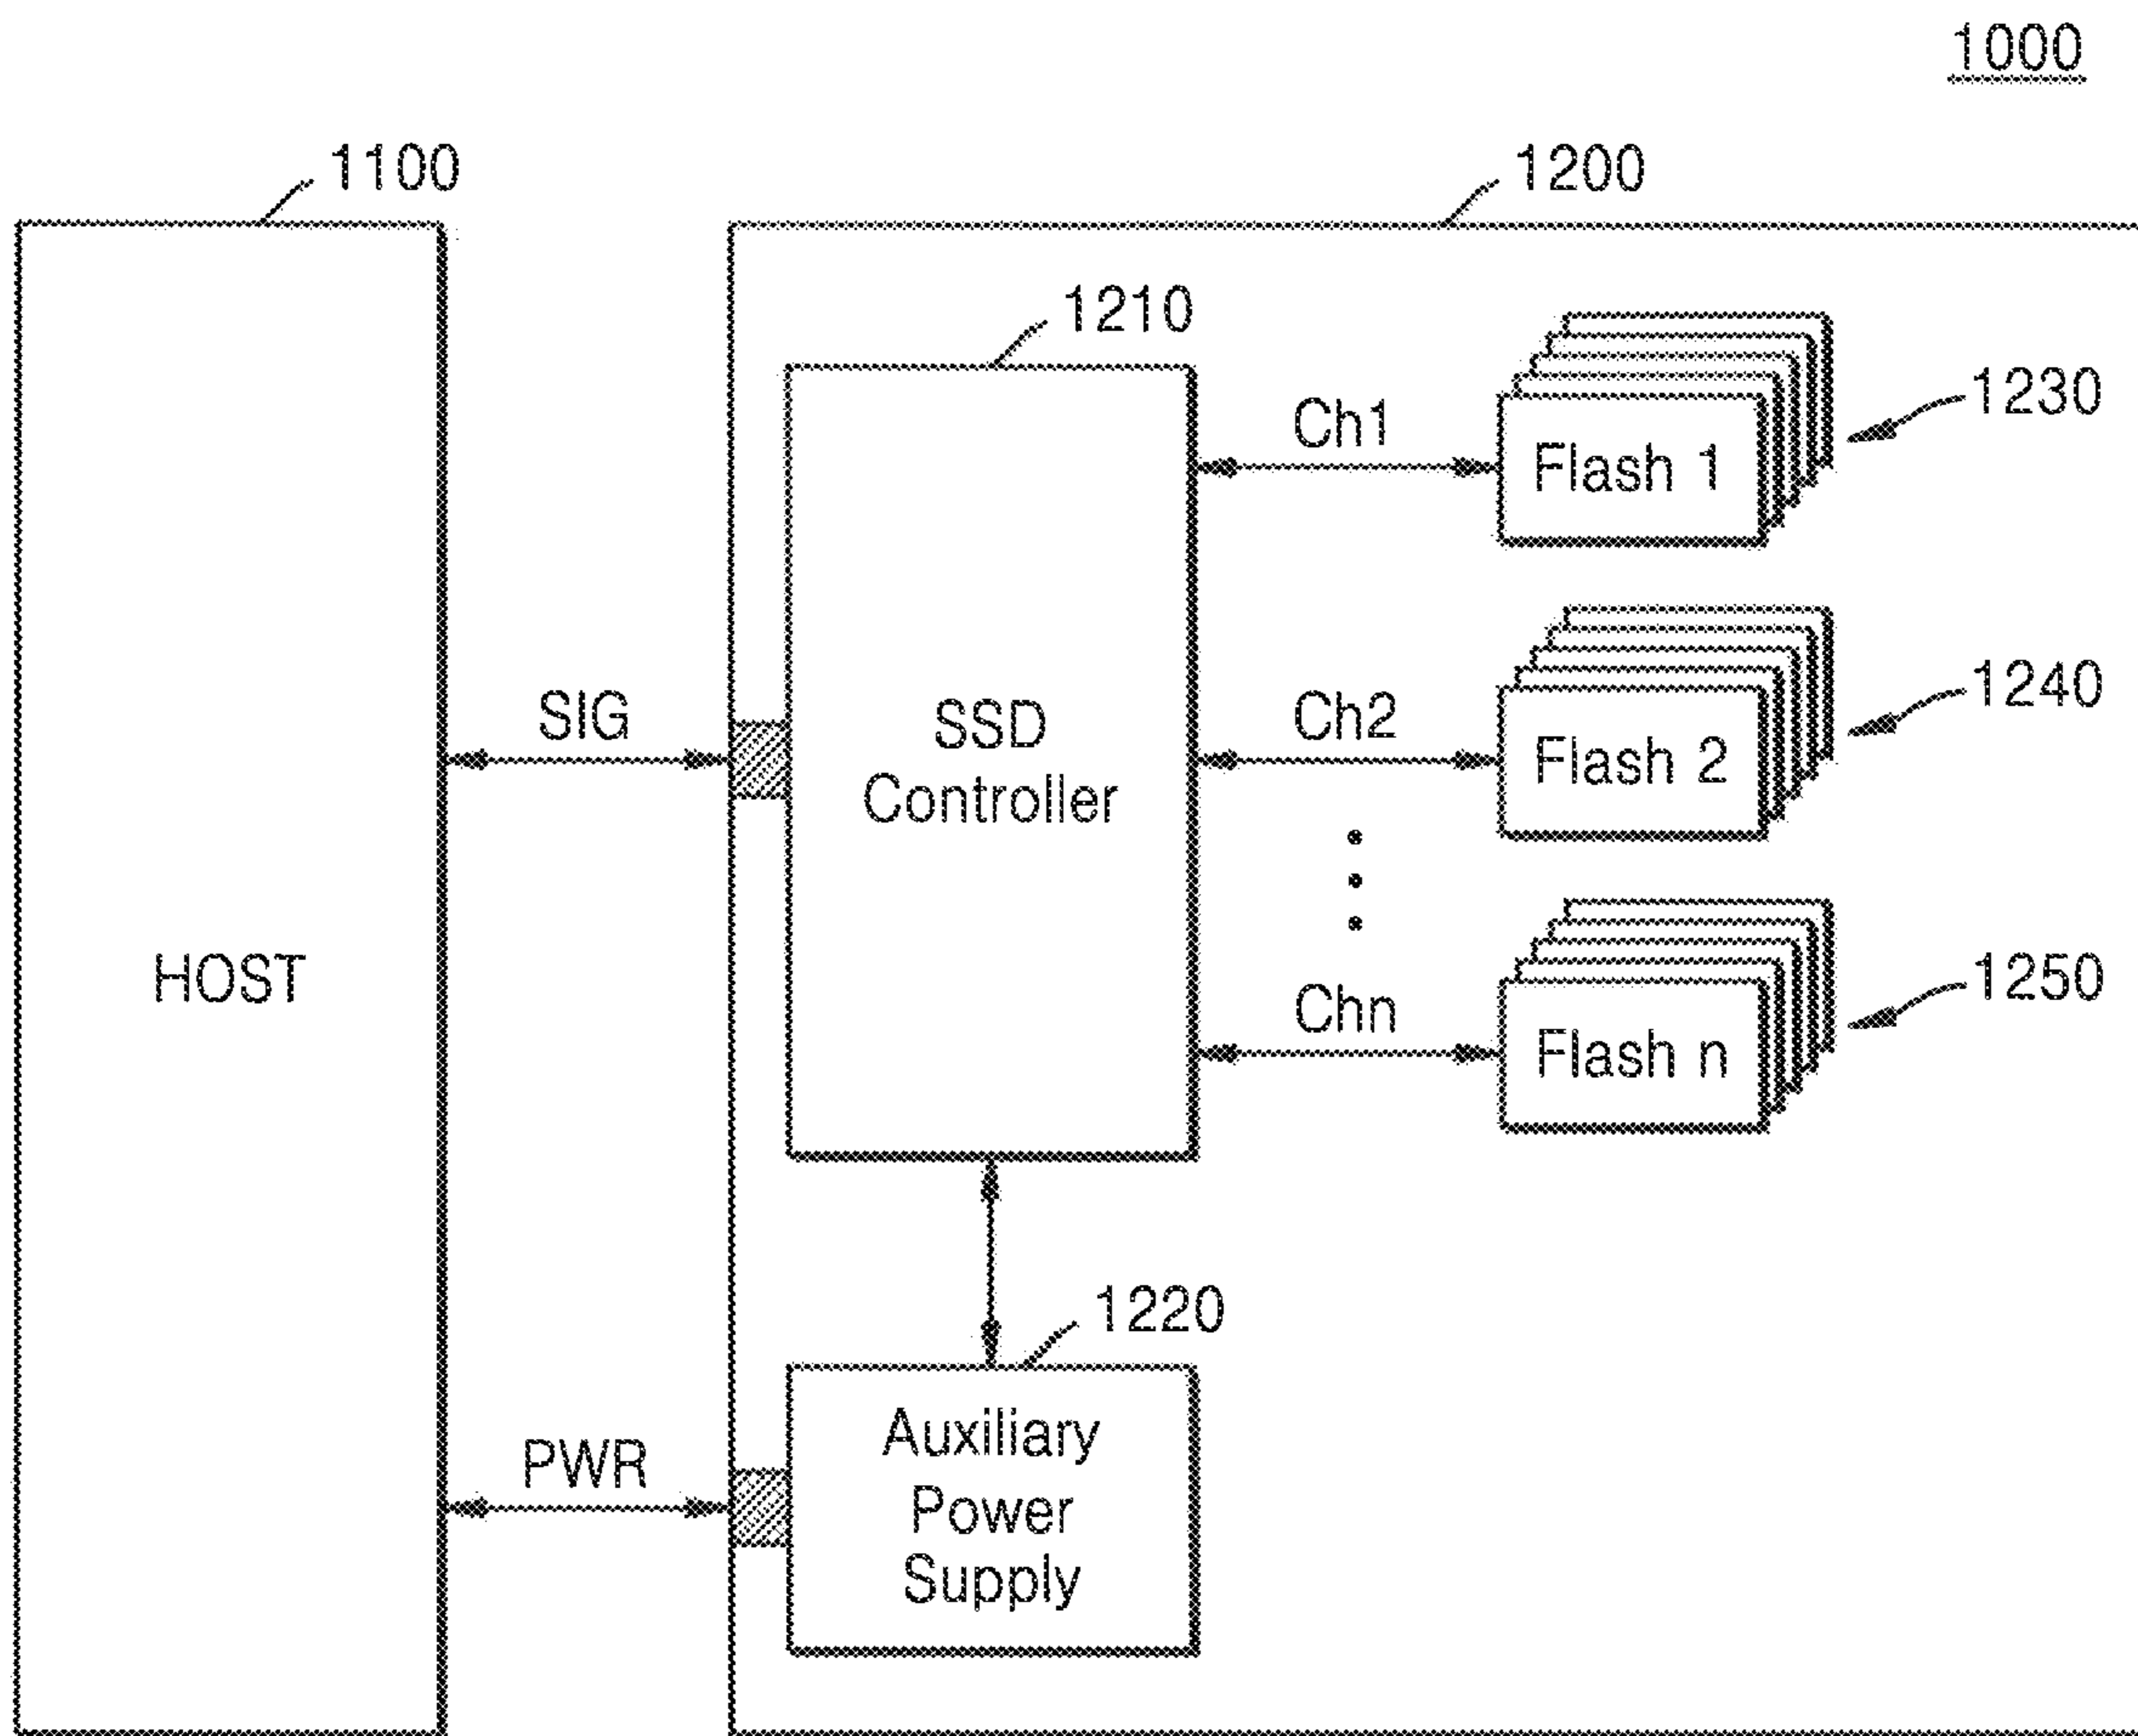 1000
1100
1200
1210
Ch1
Flash 1
1230
SIG
SSD
Controller
Ch2
Flash 2
1240
HOST
Chn
Flash n
1250
1220
PWR
Auxiliary
Power
Supply